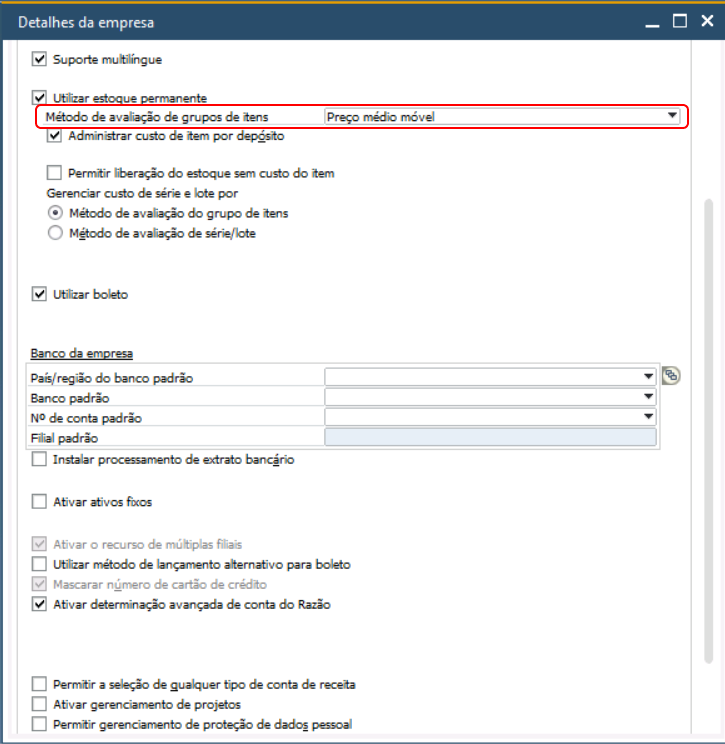 Detalhes da empresa
Suporte multilíngue
Utilizar estoque permanente
Método de avaliação de grupos de itens Preço médio móvel
Administrar custo de item por depósito
Permitir liberação do estoque sem custo do item
Gerenciar custo de série e lote por
Método de avaliação do grupo de itens
Método de avaliação de série/lote
Utilizar boleto
Banco da empresa
País/região do banco padrão
Banco padrão
Nº de conta padrão
Filial padrão
Instalar processamento de extrato bancário
Ativar ativos fixos
Ativar o recurso de múltiplas filiais
Utilizar método de lançamento alternativo para boleto
Mascarar número de cartão de crédito
Ativar determinação avançada de conta do Razão
Permitir a seleção de qualquer tipo de conta de receita
Ativar gerenciamento de projetos
Permitir gerenciamento de proteção de dados pessoal